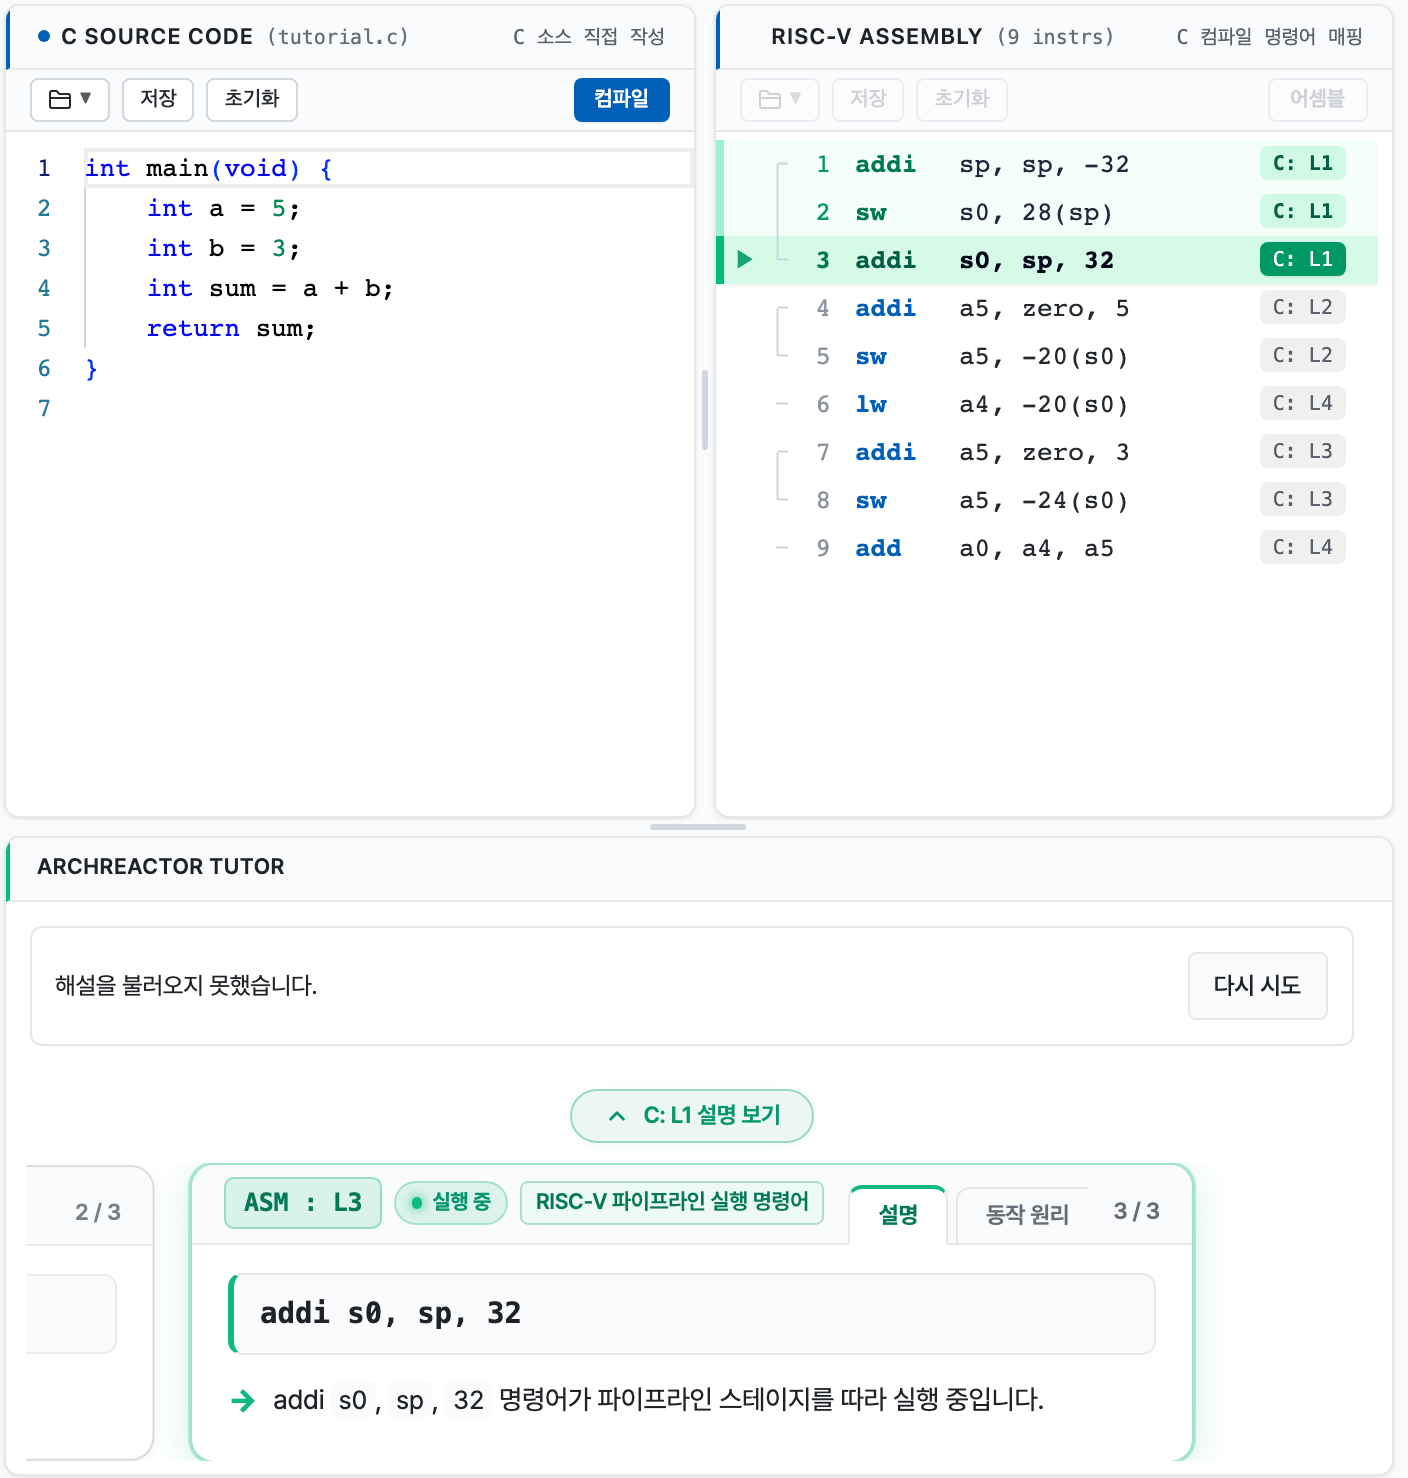 C SOURCE CODE (tutorial.c) C 소스 직접 작성
▼ 저장 초기화 컴파일
1 int main(void) {
2 int a = 5;
3 int b = 3;
4 int sum = a + b;
5 return sum;
6 }
7
RISC-V ASSEMBLY (9 instrs) C 컴파일 명령어 매핑
▼ 저장 초기화 어셈블
1 addi sp, sp, -32 C: L1
2 sw s0, 28(sp) C: L1
3 addi s0, sp, 32 C: L1
4 addi a5, zero, 5 C: L2
5 sw a5, -20(s0) C: L2
6 lw a4, -20(s0) C: L4
7 addi a5, zero, 3 C: L3
8 sw a5, -24(s0) C: L3
9 add a0, a4, a5 C: L4
ARCHREACTOR TUTOR
해설을 불러오지 못했습니다. 다시 시도
C: L1 설명 보기
2 / 3
ASM : L3 실행 중 RISC-V 파이프라인 실행 명령어 설명 동작 원리 3 / 3
addi s0, sp, 32
→ addi s0 , sp , 32 명령어가 파이프라인 스테이지를 따라 실행 중입니다.